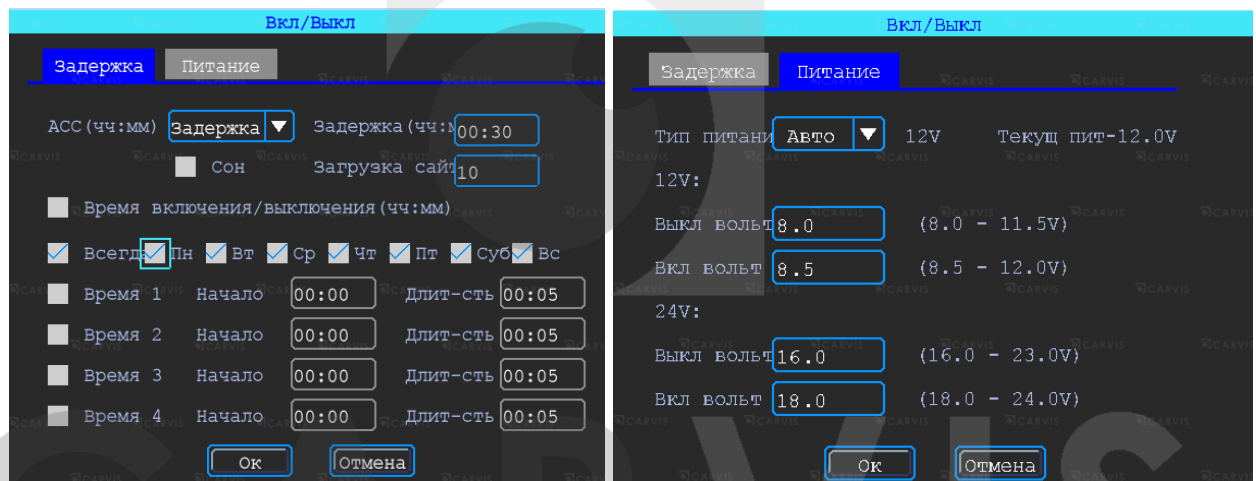 Вкл/Выкл
Задержка Питание
ACC(чч:мм) Задержка Задержка(чч:м 00:30
Сон Загрузка сайт 10
Время включения/выключения(чч:мм)
Всегда Пн Вт Ср Чт Пт Суб Вс
Время 1 Начало 00:00 Длит-сть 00:05
Время 2 Начало 00:00 Длит-сть 00:05
Время 3 Начало 00:00 Длит-сть 00:05
Время 4 Начало 00:00 Длит-сть 00:05
Ок Отмена
Вкл/Выкл
Задержка Питание
Тип питани Авто 12V Текущ пит-12.0V
12V:
Выкл вольт 8.0 (8.0 - 11.5V)
Вкл вольт 8.5 (8.5 - 12.0V)
24V:
Выкл вольт 16.0 (16.0 - 23.0V)
Вкл вольт 18.0 (18.0 - 24.0V)
Ок Отмена
CARVIS